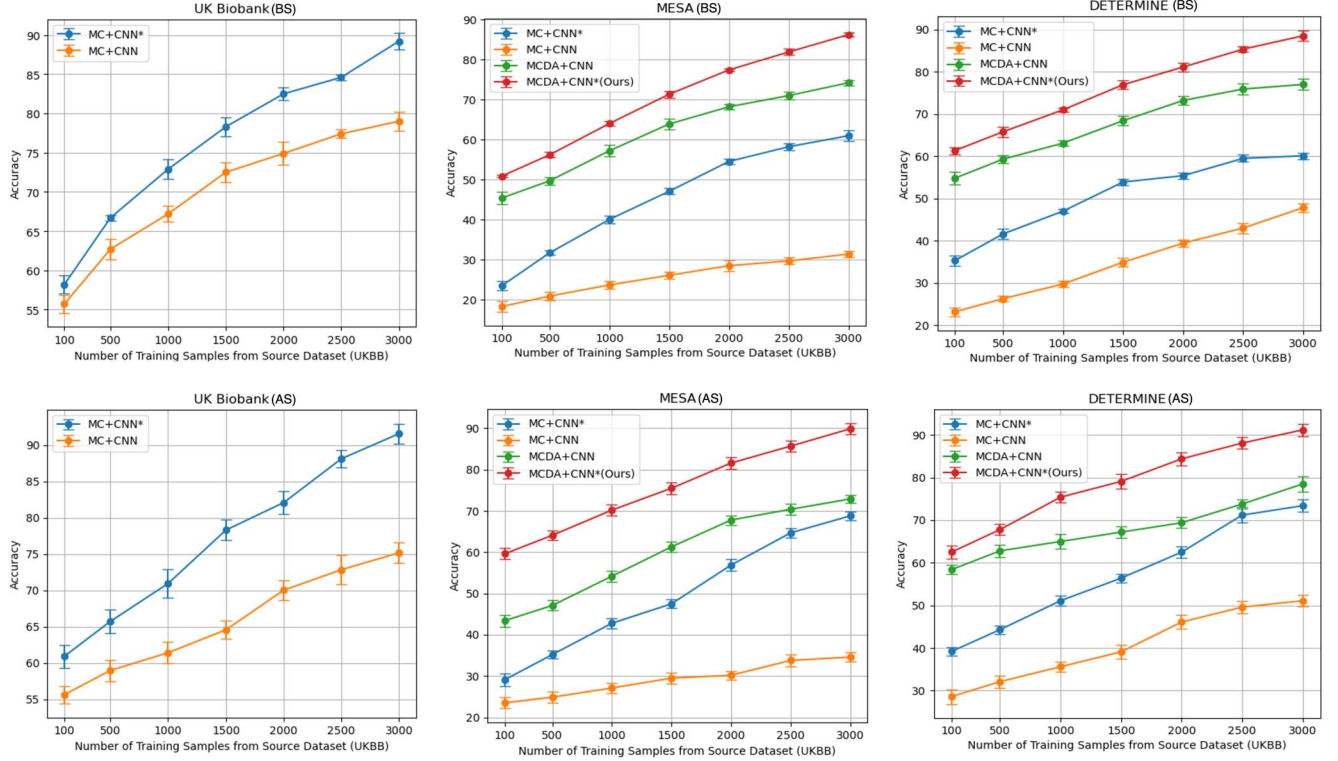 UK Biobank (BS)
MC+CNN*
MC+CNN
90
85
80
75
70
65
60
55
Accuracy
100 500 1000 1500 2000 2500 3000
Number of Training Samples from Source Dataset (UKBB)
MESA (BS)
MC+CNN*
MC+CNN
MCDA+CNN
MCDA+CNN*(Ours)
90
80
70
60
50
40
30
20
Accuracy
100 500 1000 1500 2000 2500 3000
Number of Training Samples from Source Dataset (UKBB)
DETERMINE (BS)
MC+CNN*
MC+CNN
MCDA+CNN
MCDA+CNN*(Ours)
90
80
70
60
50
40
30
20
Accuracy
100 500 1000 1500 2000 2500 3000
Number of Training Samples from Source Dataset (UKBB)
UK Biobank (AS)
MC+CNN*
MC+CNN
90
85
80
75
70
65
60
55
Accuracy
100 500 1000 1500 2000 2500 3000
Number of Training Samples from Source Dataset (UKBB)
MESA (AS)
MC+CNN*
MC+CNN
MCDA+CNN
MCDA+CNN*(Ours)
90
80
70
60
50
40
30
20
Accuracy
100 500 1000 1500 2000 2500 3000
Number of Training Samples from Source Dataset (UKBB)
DETERMINE (AS)
MC+CNN*
MC+CNN
MCDA+CNN
MCDA+CNN*(Ours)
90
80
70
60
50
40
30
Accuracy
100 500 1000 1500 2000 2500 3000
Number of Training Samples from Source Dataset (UKBB)